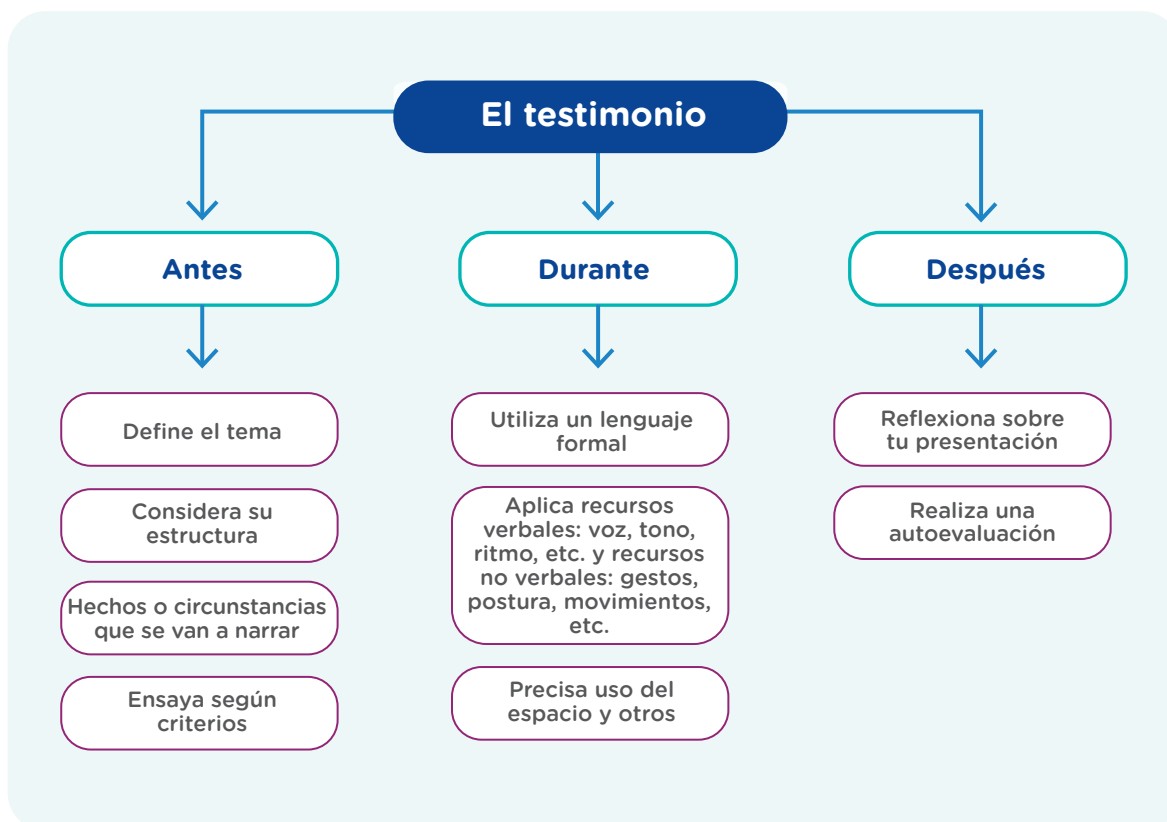 El testimonio
Antes
Define el tema
Considera su
estructura
Hechos o circunstancias
que se van a narrar
Ensaya según
criterios
Durante
Utiliza un lenguaje
formal
Aplica recursos
verbales: voz, tono,
ritmo, etc. y recursos
no verbales: gestos,
postura, movimientos,
etc.
Precisa uso del
espacio y otros
Después
Reflexiona sobre
tu presentación
Realiza una
autoevaluación